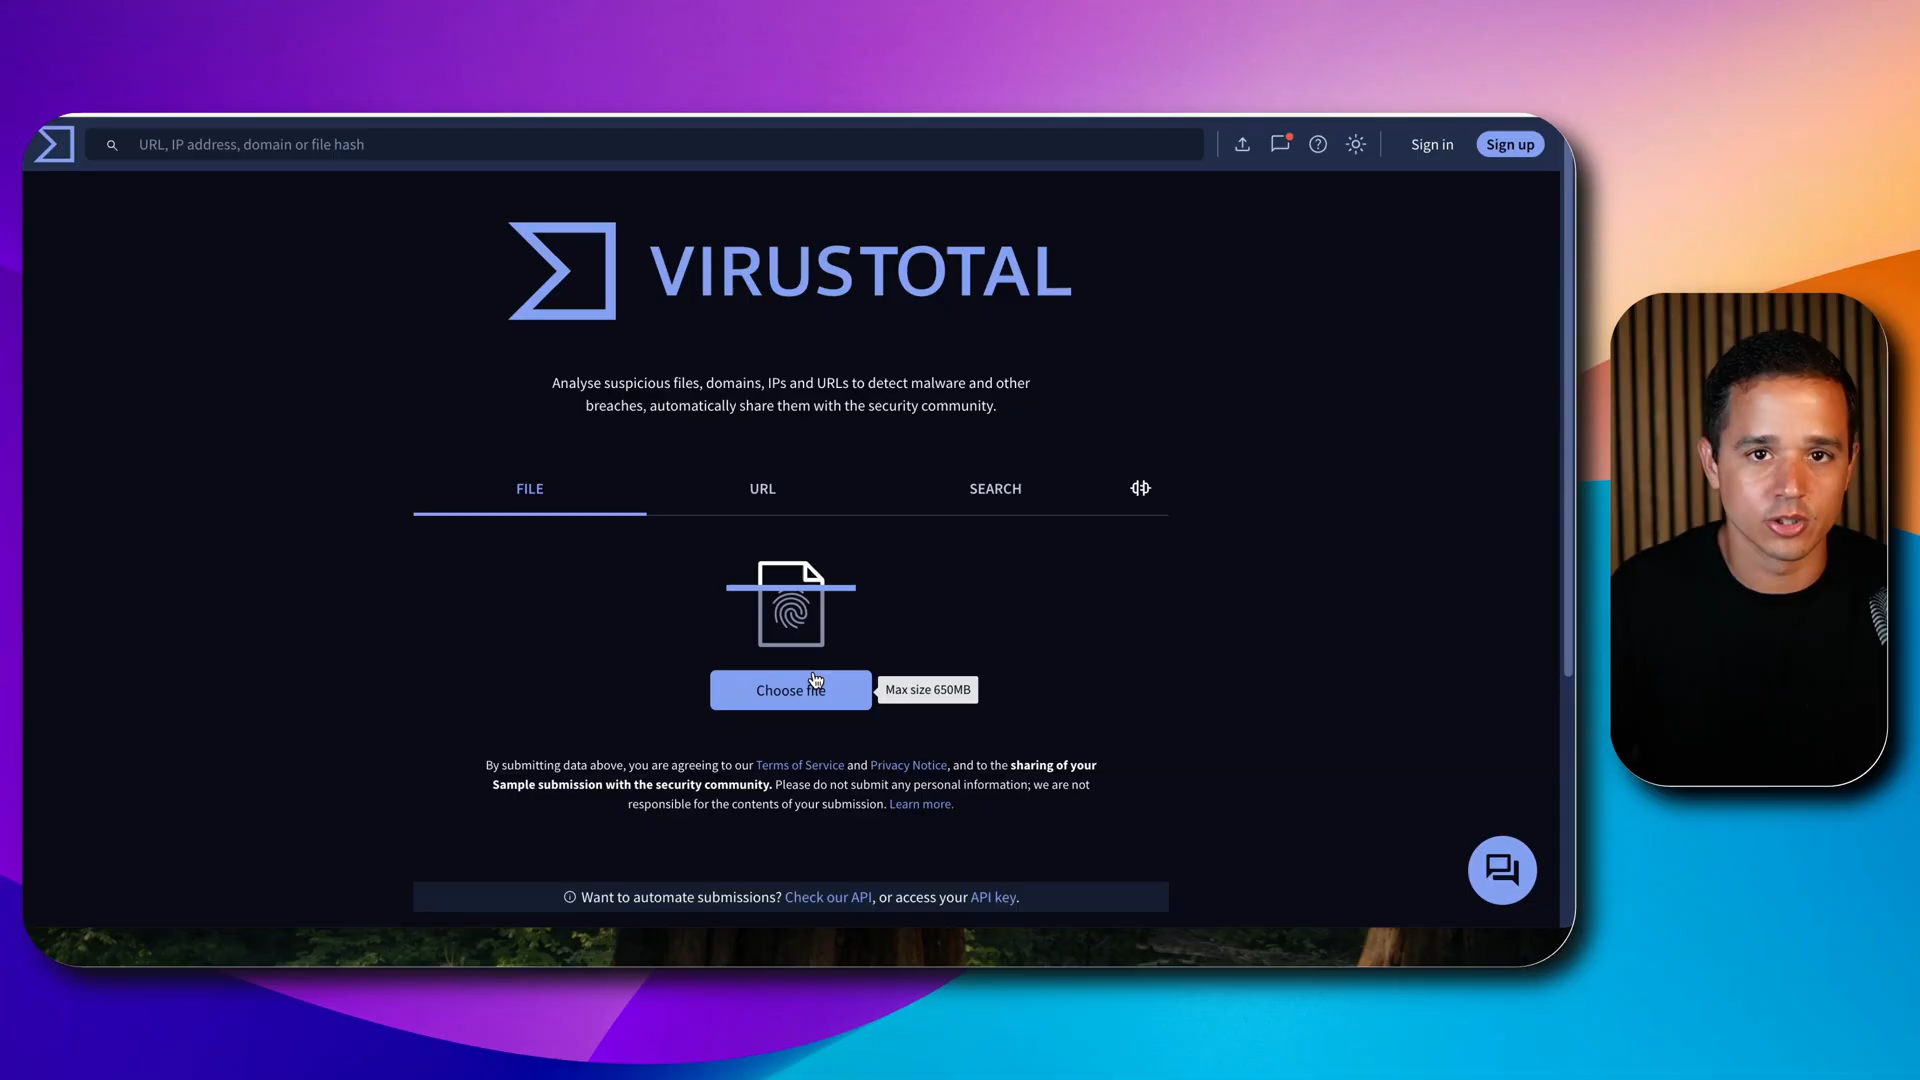 URL, IP address, domain or file hash
Sign in
Sign up
VIRUSTOTAL
Analyse suspicious files, domains, IPs and URLs to detect malware and other
breaches, automatically share them with the security community.
FILE
URL
SEARCH
Choose file
Max size 650MB
By submitting data above, you are agreeing to our Terms of Service and Privacy Notice, and to the sharing of your
Sample submission with the security community. Please do not submit any personal information; we are not
responsible for the contents of your submission. Learn more.
Want to automate submissions? Check our API, or access your API key.